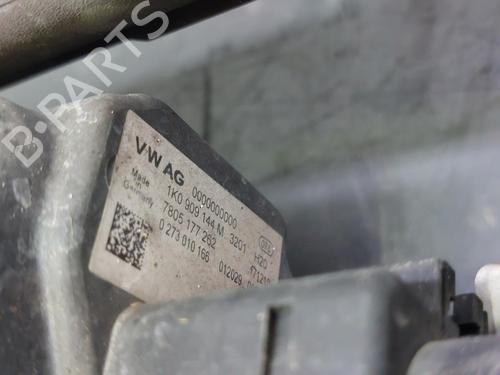 B-PARTS
VW AG 0000000000
Made in Germany
1K0 909 144 M 3201 H20
7805 177 262
0 273 010 166 012029
B-PARTS